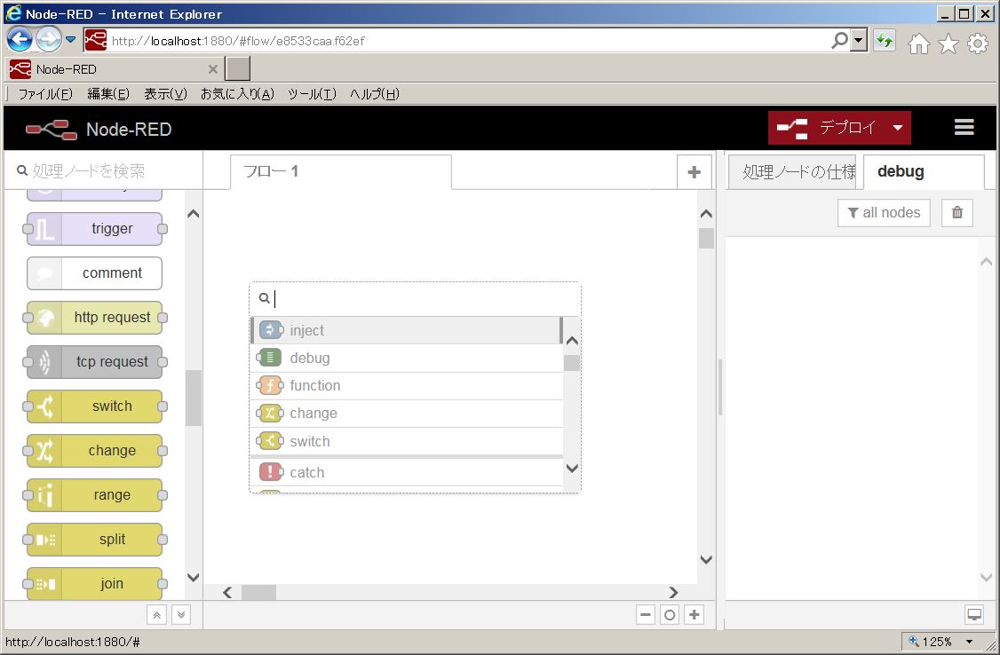 Node-RED - Internet Explorer
http://localhost:1880/#flow/e8533caa.f62ef
Node-RED
ファイル(F) 編集(E) 表示(V) お気に入り(A) ツール(T) ヘルプ(H)
Node-RED
デプロイ
処理ノードを検索
フロー 1
処理ノードの仕様
debug
all nodes
trigger
comment
http request
tcp request
switch
change
range
split
join
inject
debug
function
change
switch
catch
http://localhost:1880/#
125%